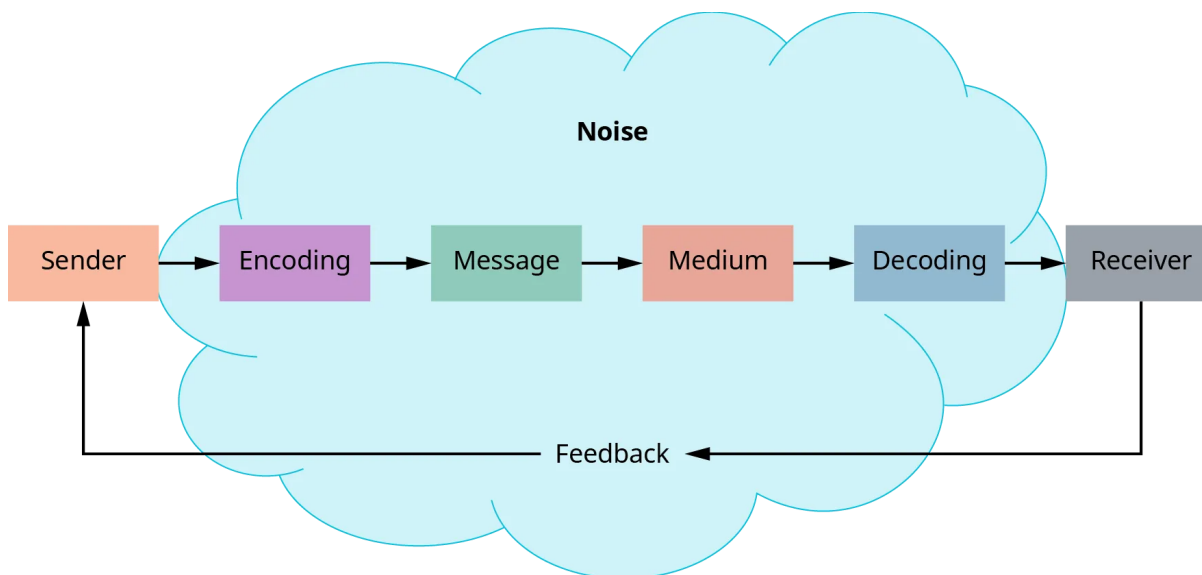 Noise
Sender
Encoding
Message
Medium
Decoding
Receiver
Feedback